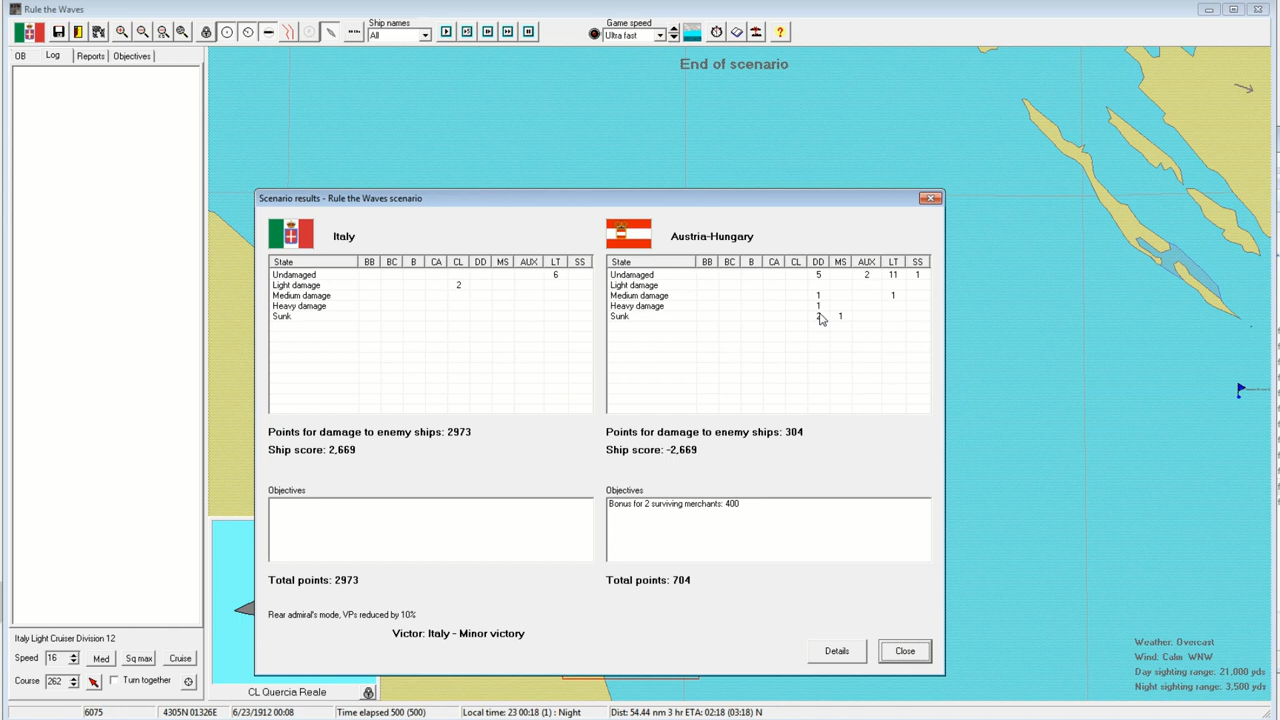 Rule the Waves
Ship names
All
Game speed
Ultra fast
OB Log Reports Objectives
End of scenario
Scenario results - Rule the Waves scenario
Italy
Austria-Hungary
State BB BC B CA CL DD MS AUX LT SS
Undamaged 6
Light damage 2
Medium damage
Heavy damage
Sunk
State BB BC B CA CL DD MS AUX LT SS
Undamaged 5 2 11 1
Light damage
Medium damage 1 1
Heavy damage 1
Sunk 2 1
Points for damage to enemy ships: 2973
Ship score: 2,669
Points for damage to enemy ships: 304
Ship score: -2,669
Objectives
Objectives
Bonus for 2 surviving merchants: 400
Total points: 2973
Total points: 704
Rear admiral's mode, VPs reduced by 10%
Victor: Italy - Minor victory
Details
Close
Italy Light Cruiser Division 12
Speed 16 Med Sq max Cruise
Course 262 Turn together
CL Quercia Reale
Weather: Overcast
Wind: Calm WNW
Day sighting range: 21,000 yds
Night sighting range: 3,500 yds
6075 4305N 01326E 6/23/1912 00:08 Time elapsed 500 (500) Local time: 23 00:18 (1) : Night Dist: 54.44 nm 3 hr ETA: 02:18 (03:18) N